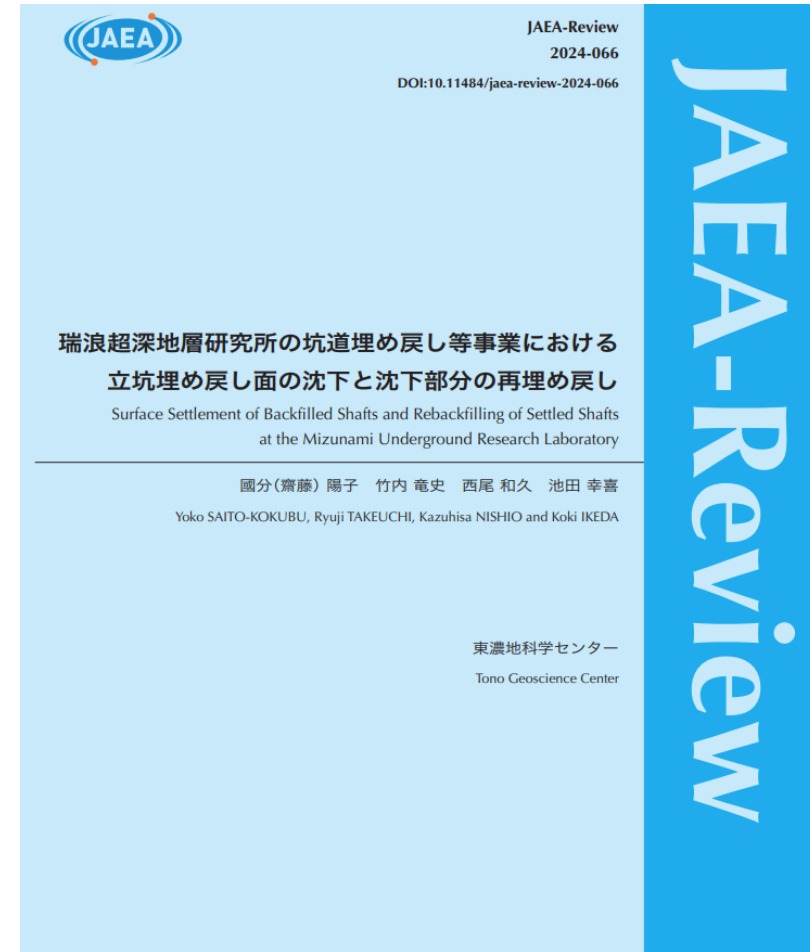 JAEA
JAEA-Review
2024-066
DOI:10.11484/jaea-review-2024-066
瑞浪超深地層研究所の坑道埋め戻し等事業における
立坑埋め戻し面の沈下と沈下部分の再埋め戻し
Surface Settlement of Backfilled Shafts and Rebackfilling of Settled Shafts
at the Mizunami Underground Research Laboratory
國分(齋藤) 陽子 竹内 竜史 西尾 和久 池田 幸喜
Yoko SAITO-KOKUBU, Ryuji TAKEUCHI, Kazuhisa NISHIO and Koki IKEDA
東濃地科学センター
Tono Geoscience Center
JAEA-Review